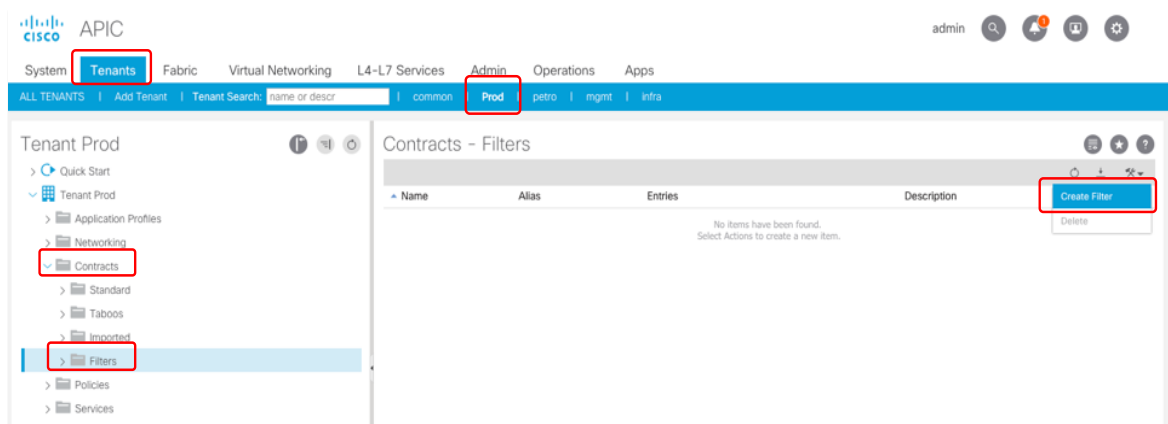 CISCO APIC admin 1
System Tenants Fabric Virtual Networking L4-L7 Services Admin Operations Apps
ALL TENANTS | Add Tenant | Tenant Search: name or descr | common | Prod | petro | mgmt | infra
Tenant Prod
Quick Start
Tenant Prod
Application Profiles
Networking
Contracts
Standard
Taboos
Imported
Filters
Policies
Services
Contracts - Filters
Name Alias Entries Description
Create Filter
Delete
No items have been found.
Select Actions to create a new item.